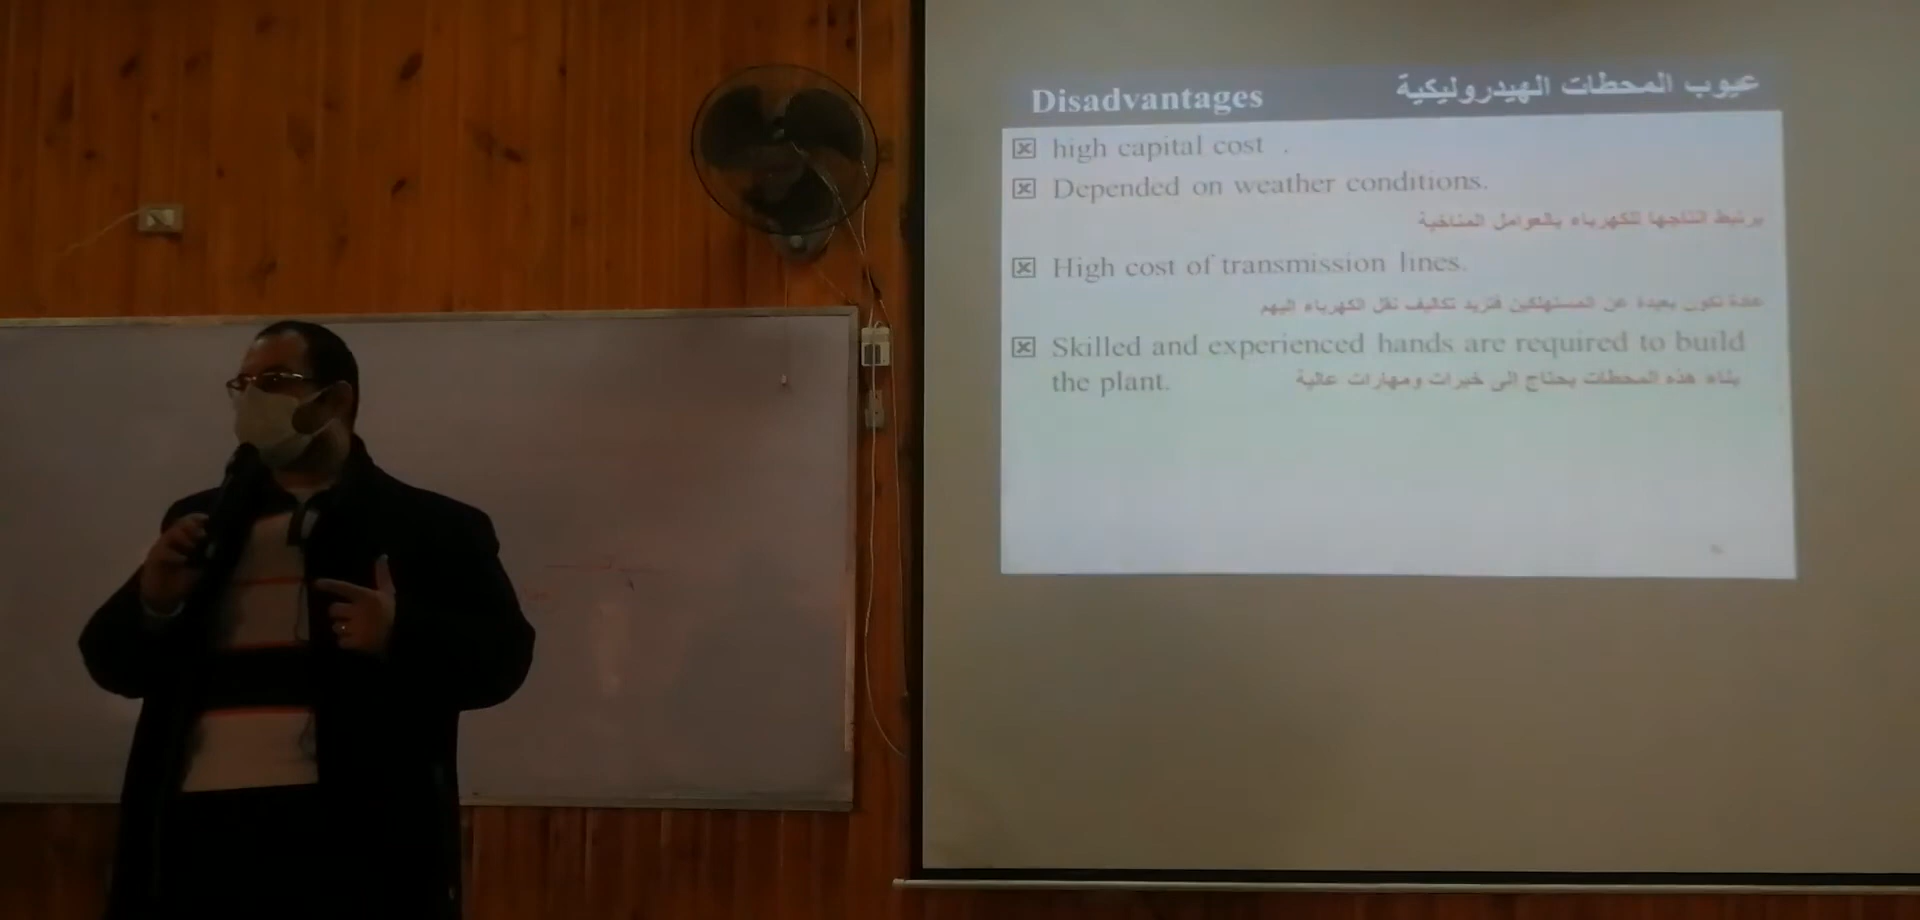 Disadvantages عيوب المحطات الهيدروليكية
high capital cost .
Depended on weather conditions.
يرتبط انتاجها للكهرباء بالعوامل المناخية
High cost of transmission lines.
عادة تكون بعيدة عن المستهلكين فتزيد تكاليف نقل الكهرباء إليهم
Skilled and experienced hands are required to build
the plant. بناء هذه المحطات يحتاج إلى خبرات ومهارات عالية